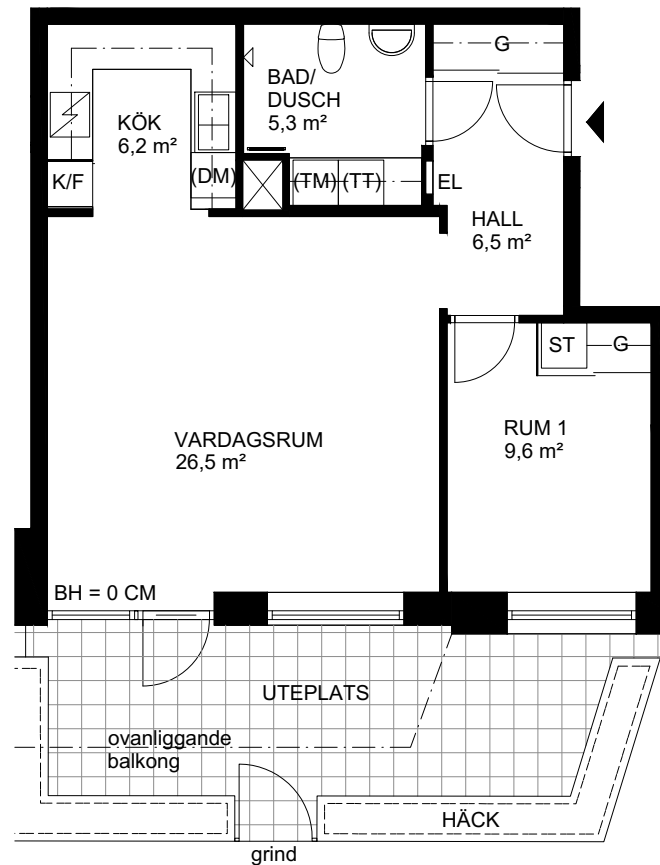 G
BAD/
DUSCH
5,3 m²
KÖK
6,2 m²
K/F
(DM)
(TM)
(TT)
EL
HALL
6,5 m²
ST
G
RUM 1
9,6 m²
VARDAGSRUM
26,5 m²
BH = 0 CM
UTEPLATS
ovanliggande
balkong
HÄCK
grind